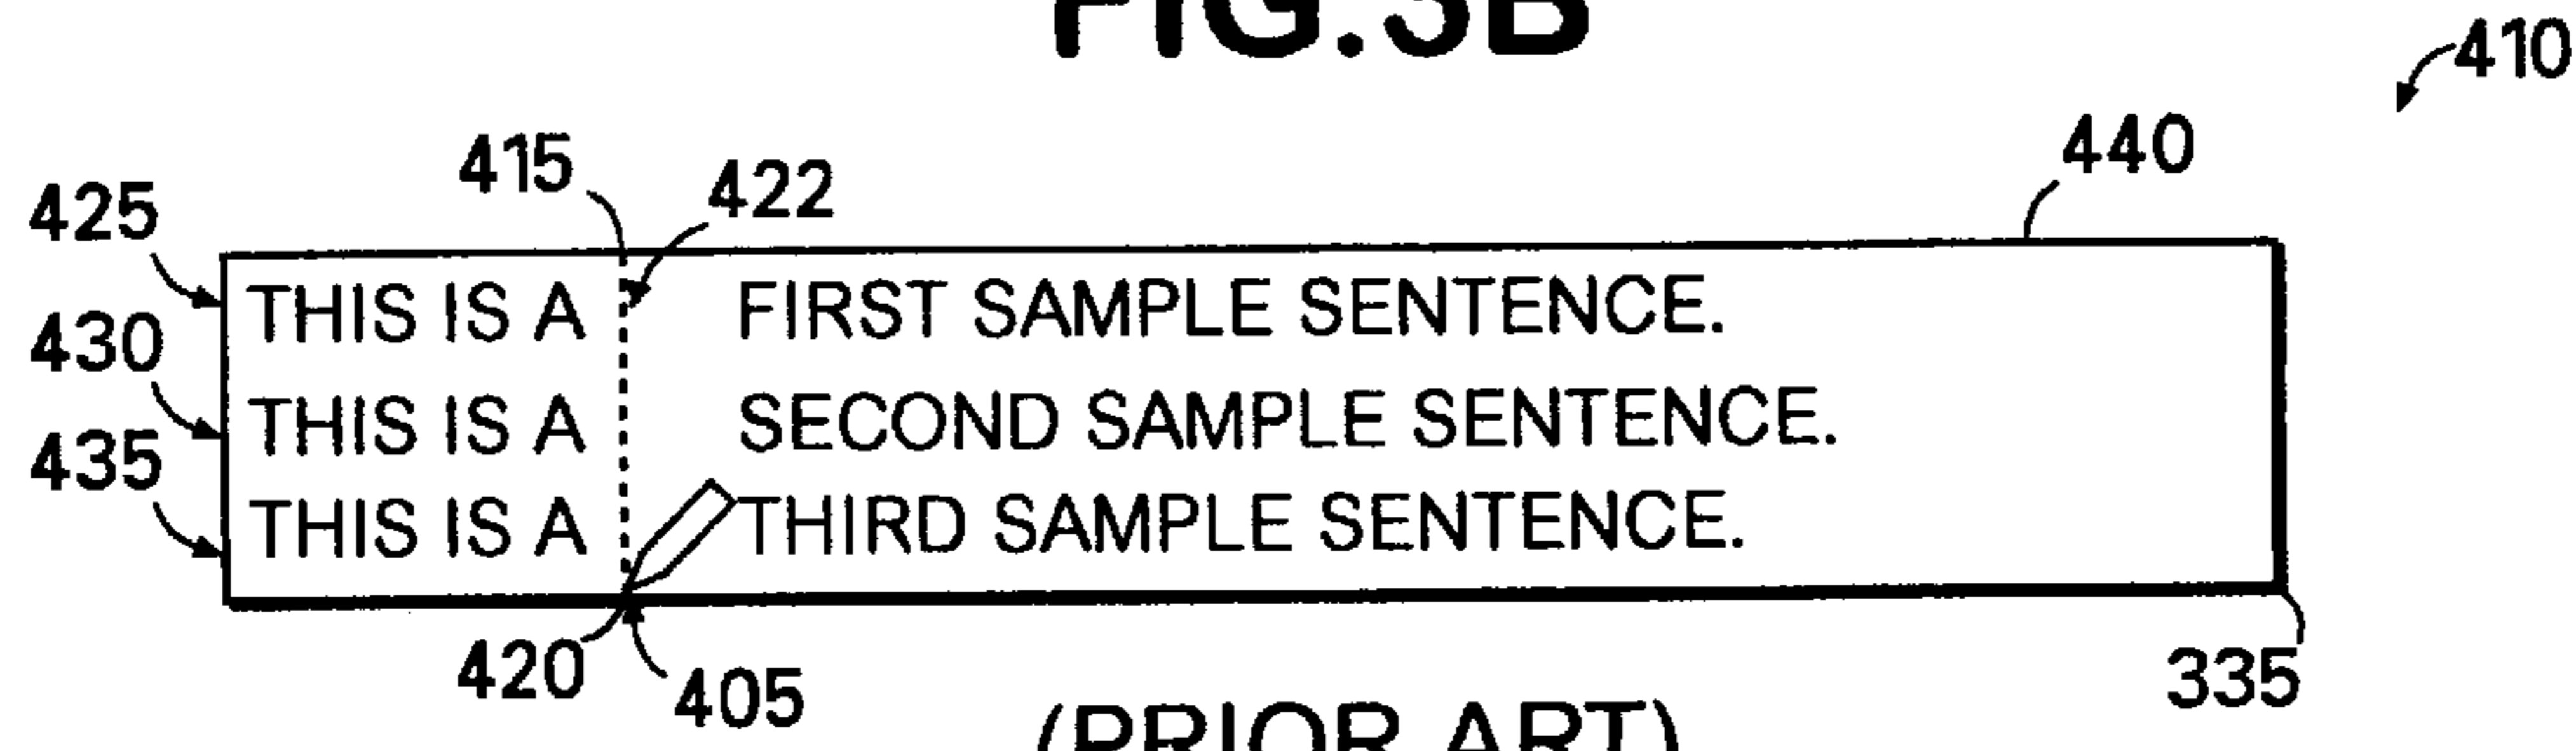 FIG.3B
410
440
415
422
425
THIS IS A FIRST SAMPLE SENTENCE.
430
THIS IS A SECOND SAMPLE SENTENCE.
435
THIS IS A THIRD SAMPLE SENTENCE.
420
405
335
(PRIOR ART)